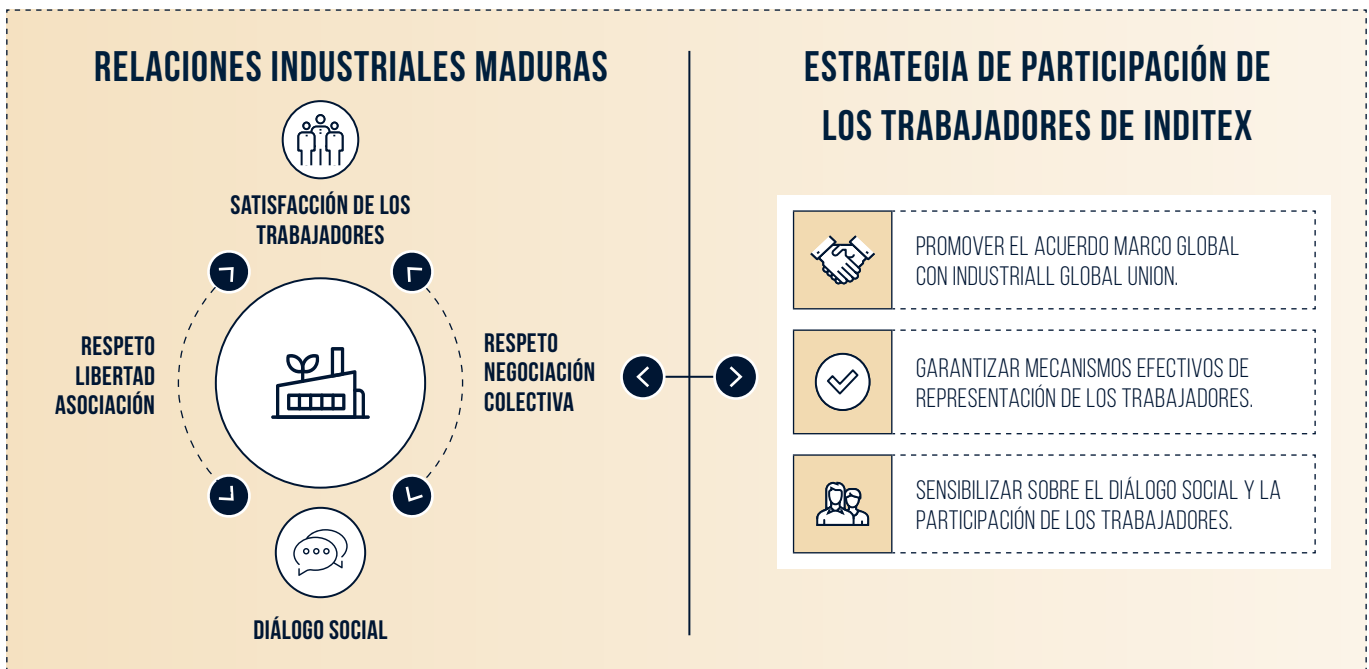 RELACIONES INDUSTRIALES MADURAS
SATISFACCIÓN DE LOS
TRABAJADORES
RESPETO
LIBERTAD
ASOCIACIÓN
RESPETO
NEGOCIACIÓN
COLECTIVA
DIÁLOGO SOCIAL
ESTRATEGIA DE PARTICIPACIÓN DE
LOS TRABAJADORES DE INDITEX
PROMOVER EL ACUERDO MARCO GLOBAL
CON INDUSTRIALL GLOBAL UNION.
GARANTIZAR MECANISMOS EFECTIVOS DE
REPRESENTACIÓN DE LOS TRABAJADORES.
SENSIBILIZAR SOBRE EL DIÁLOGO SOCIAL Y LA
PARTICIPACIÓN DE LOS TRABAJADORES.